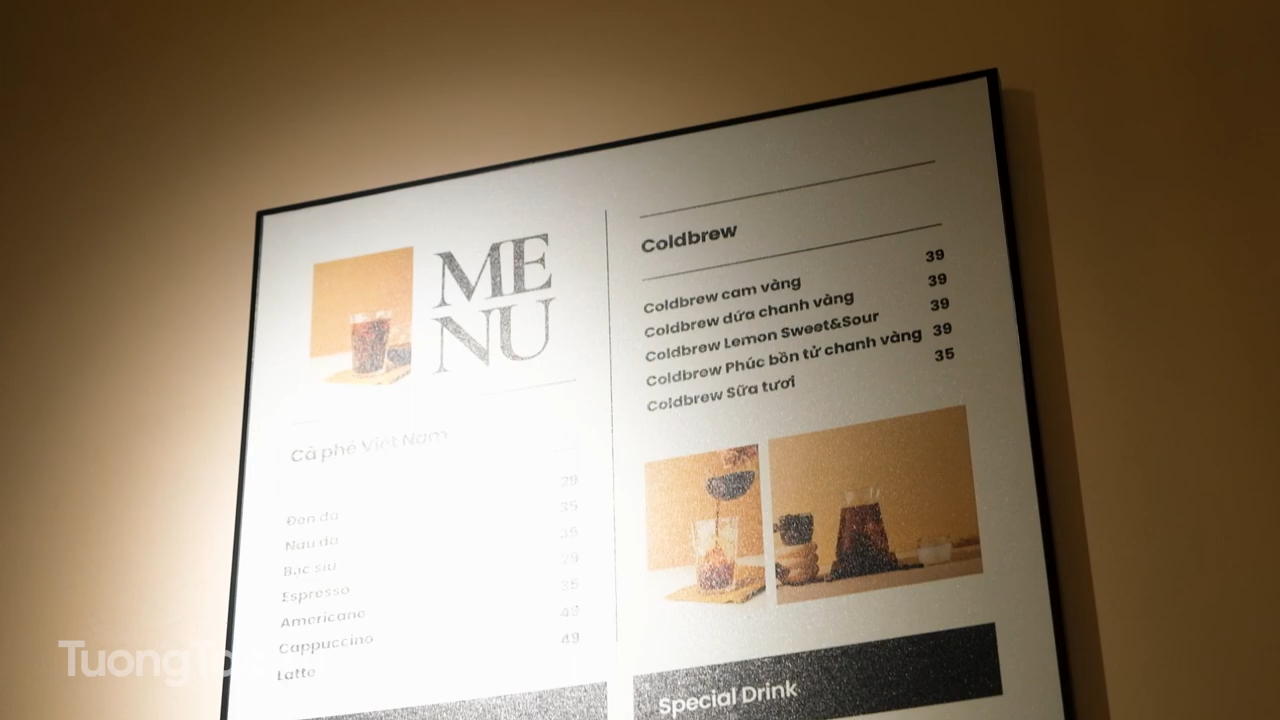 ME
NU
Cà phê Việt Nam
Đen đá 29
Nâu đá 35
Bạc sỉu 35
Espresso 29
Americano 35
Cappuccino 49
Latte 49
Coldbrew
Coldbrew cam vàng 39
Coldbrew dứa chanh vàng 39
Coldbrew Lemon Sweet&Sour 39
Coldbrew Phúc bồn tử chanh vàng 39
Coldbrew Sữa tươi 35
Special Drink